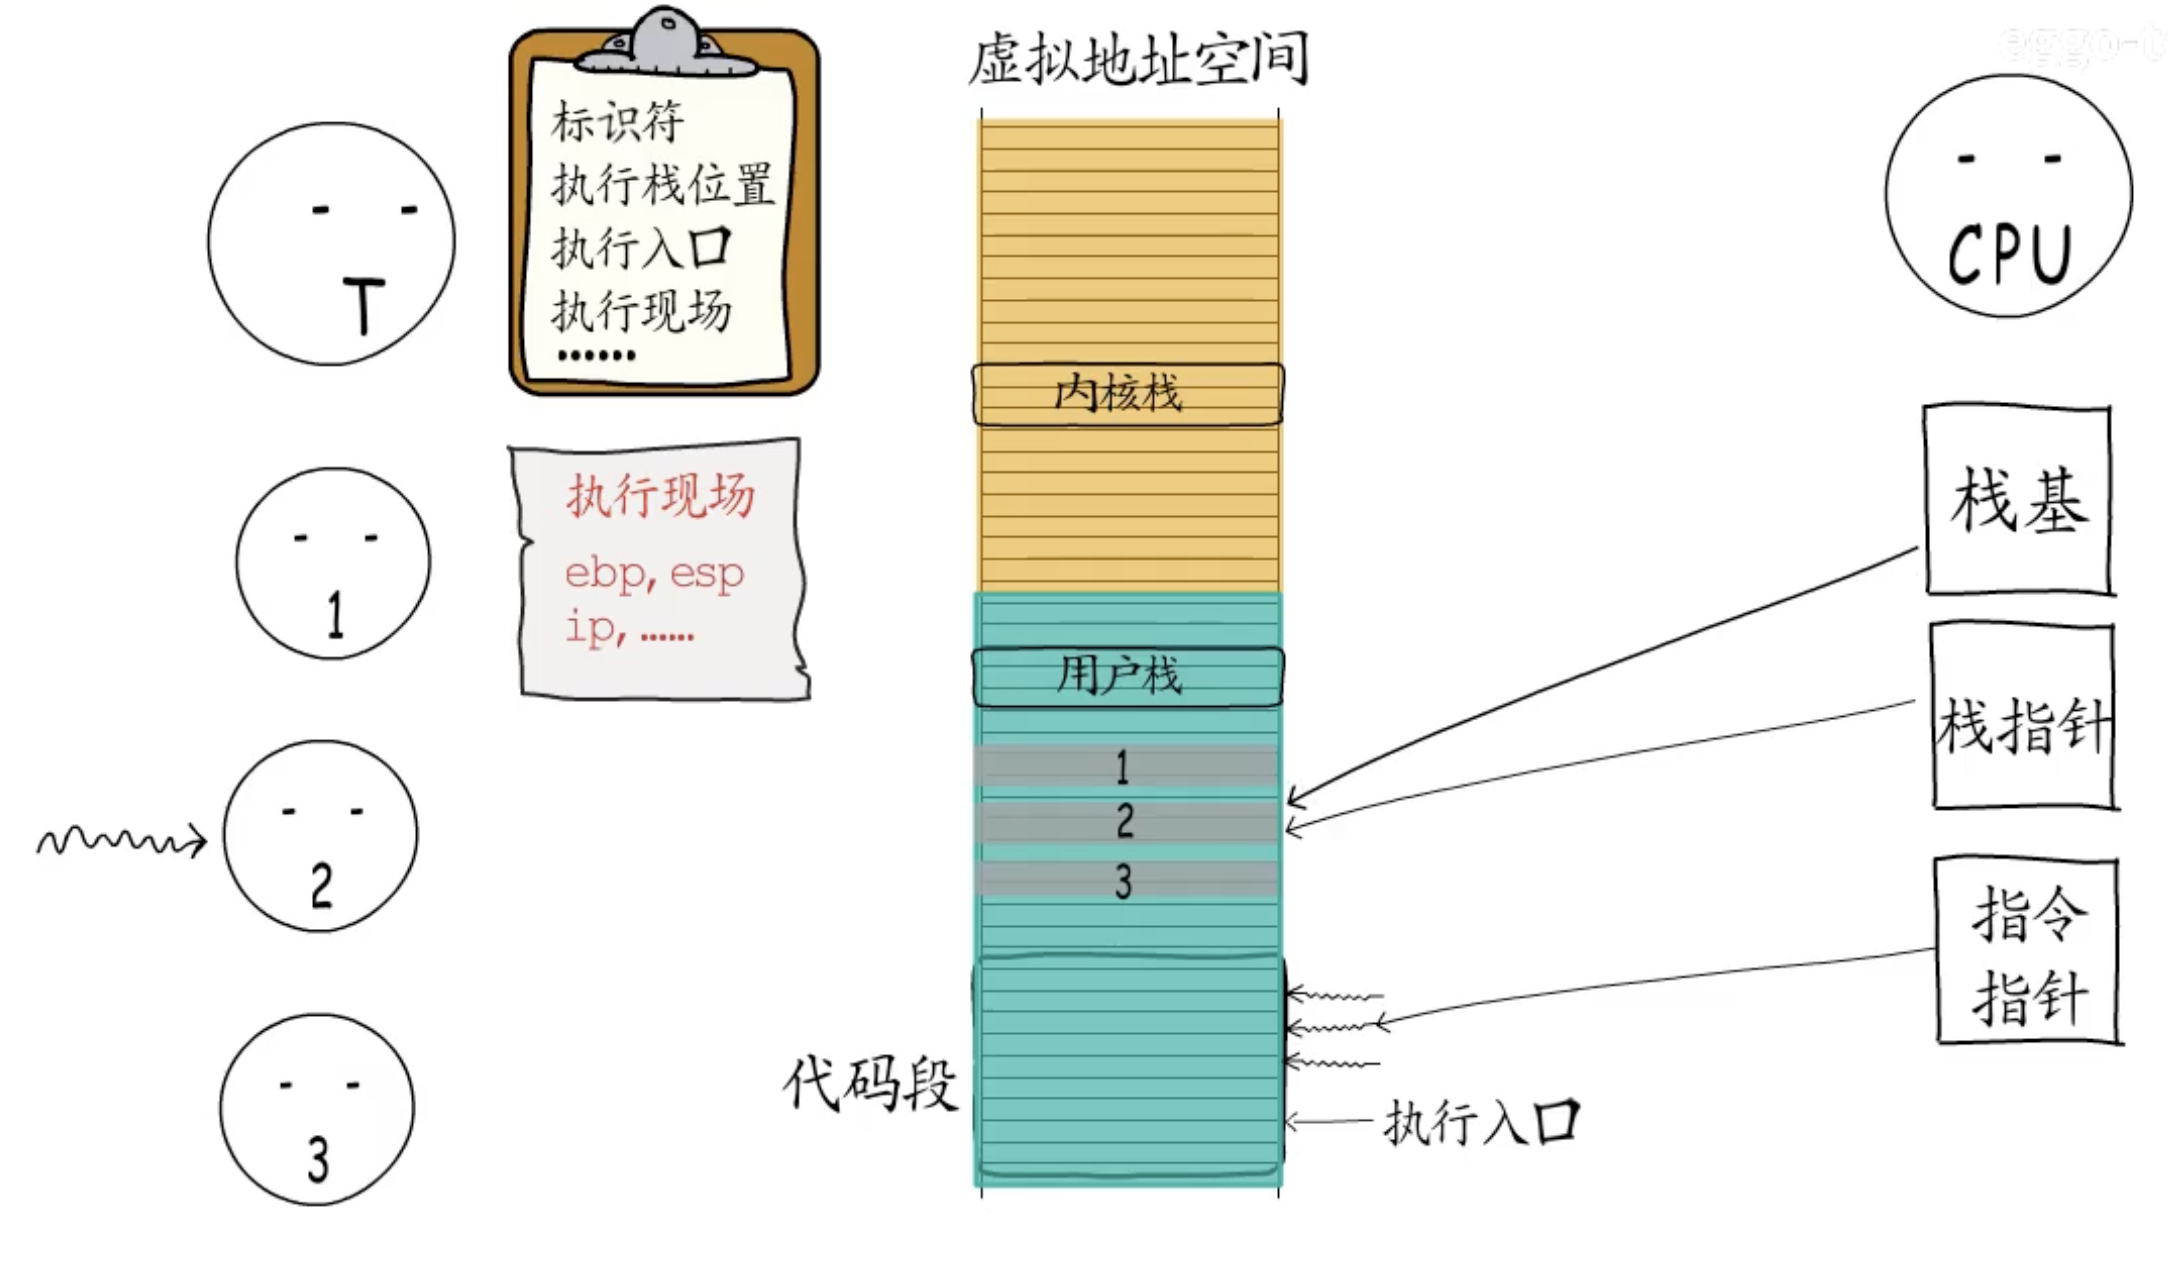 虚拟地址空间
eggo-t
标识符
执行栈位置
执行入口
执行现场
……
T
CPU
内核栈
执行现场
ebp, esp
ip, ……
1
栈基
用户栈
栈指针
1
2
3
2
指令
指针
代码段
执行入口
3